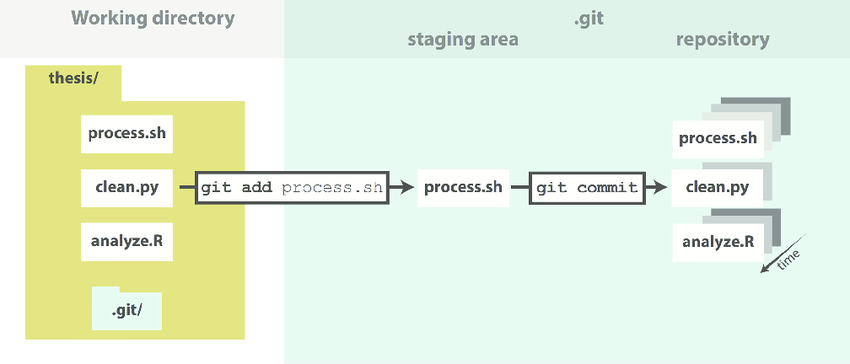 Working directory
.git
staging area
repository
thesis/
process.sh
clean.py
analyze.R
.git/
git add process.sh
process.sh
git commit
process.sh
clean.py
analyze.R
time